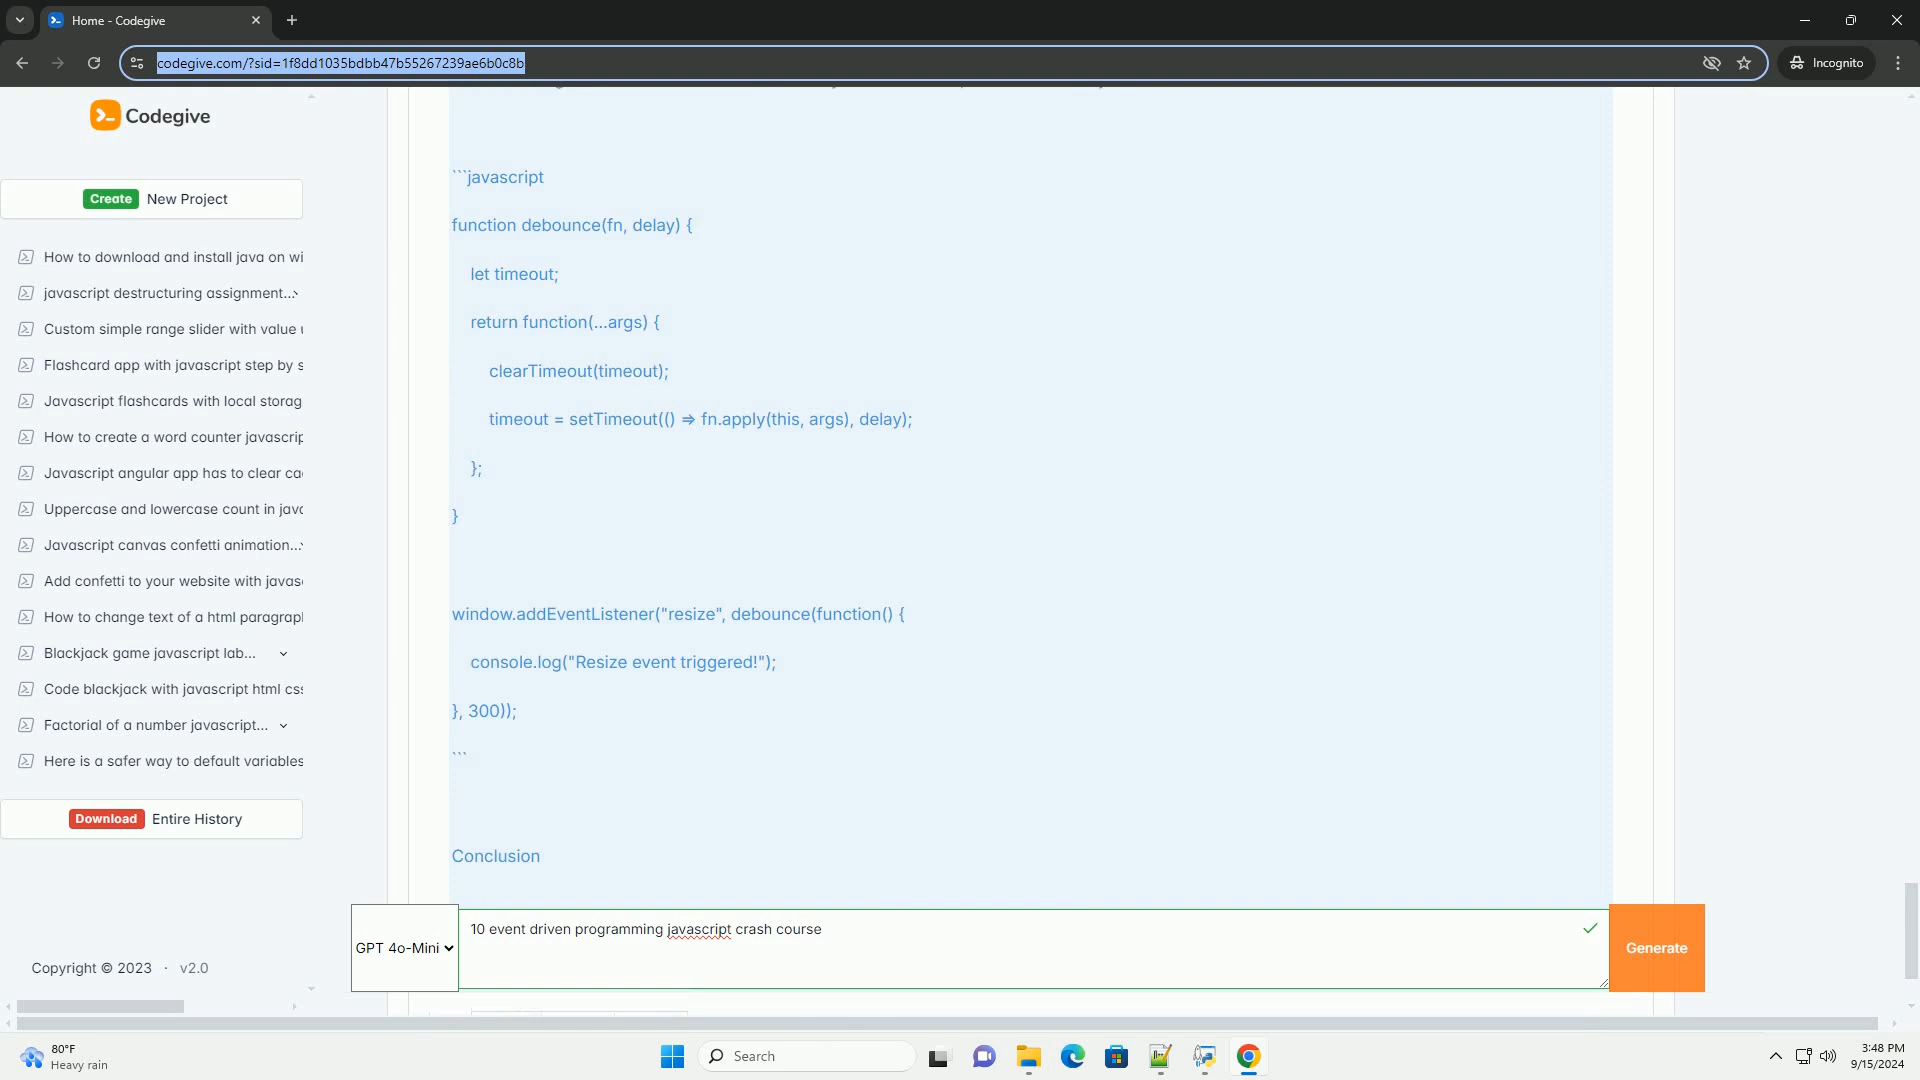 Home - Codegive
codegive.com/?sid=1f8dd1035bdbb47b55267239ae6b0c8b
Incognito
Codegive
Create New Project
How to download and install java on wi
javascript destructuring assignment...
Custom simple range slider with value
Flashcard app with javascript step by s
Javascript flashcards with local storag
How to create a word counter javascrip
Javascript angular app has to clear ca
Uppercase and lowercase count in java
Javascript canvas confetti animation...
Add confetti to your website with javas
How to change text of a html paragrap
Blackjack game javascript lab...
Code blackjack with javascript html css
Factorial of a number javascript...
Here is a safer way to default variables
Download Entire History
Copyright © 2023 · v2.0
```javascript
function debounce(fn, delay) {
let timeout;
return function(...args) {
clearTimeout(timeout);
timeout = setTimeout(() => fn.apply(this, args), delay);
};
}
window.addEventListener("resize", debounce(function() {
console.log("Resize event triggered!");
}, 300));
```
Conclusion
GPT 4o-Mini
10 event driven programming javascript crash course
Generate
80°F
Heavy rain
Search
3:48 PM
9/15/2024